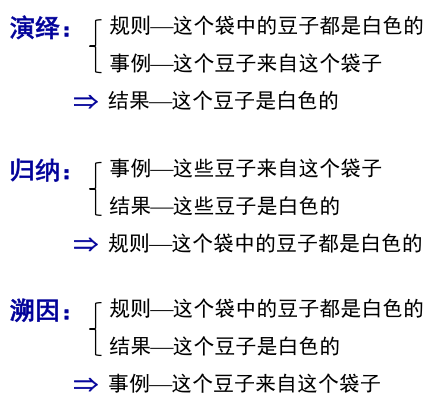 演绎： 规则—这个袋中的豆子都是白色的
事例—这个豆子来自这个袋子
⇒ 结果—这个豆子是白色的
归纳： 事例—这些豆子来自这个袋子
结果—这些豆子是白色的
⇒ 规则—这个袋中的豆子都是白色的
溯因： 规则—这个袋中的豆子都是白色的
结果—这个豆子是白色的
⇒ 事例—这个豆子来自这个袋子